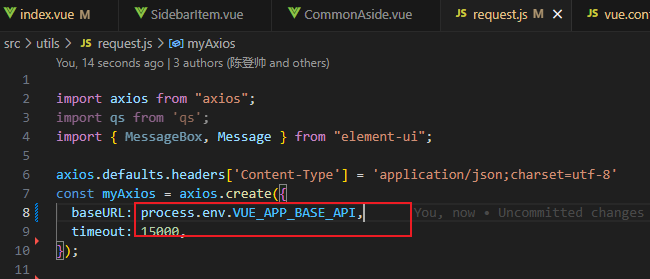 index.vue M SidebarItem.vue CommonAside.vue JS request.js M vue.cont
src > utils > JS request.js > myAxios
You, 14 seconds ago | 3 authors (陈登帅 and others)
1
2 import axios from "axios";
3 import qs from 'qs';
4 import { MessageBox, Message } from "element-ui";
5
6 axios.defaults.headers['Content-Type'] = 'application/json;charset=utf-8'
7 const myAxios = axios.create({
8 baseURL: process.env.VUE_APP_BASE_API, You, now • Uncommitted changes
9 timeout: 15000,
10 });
11